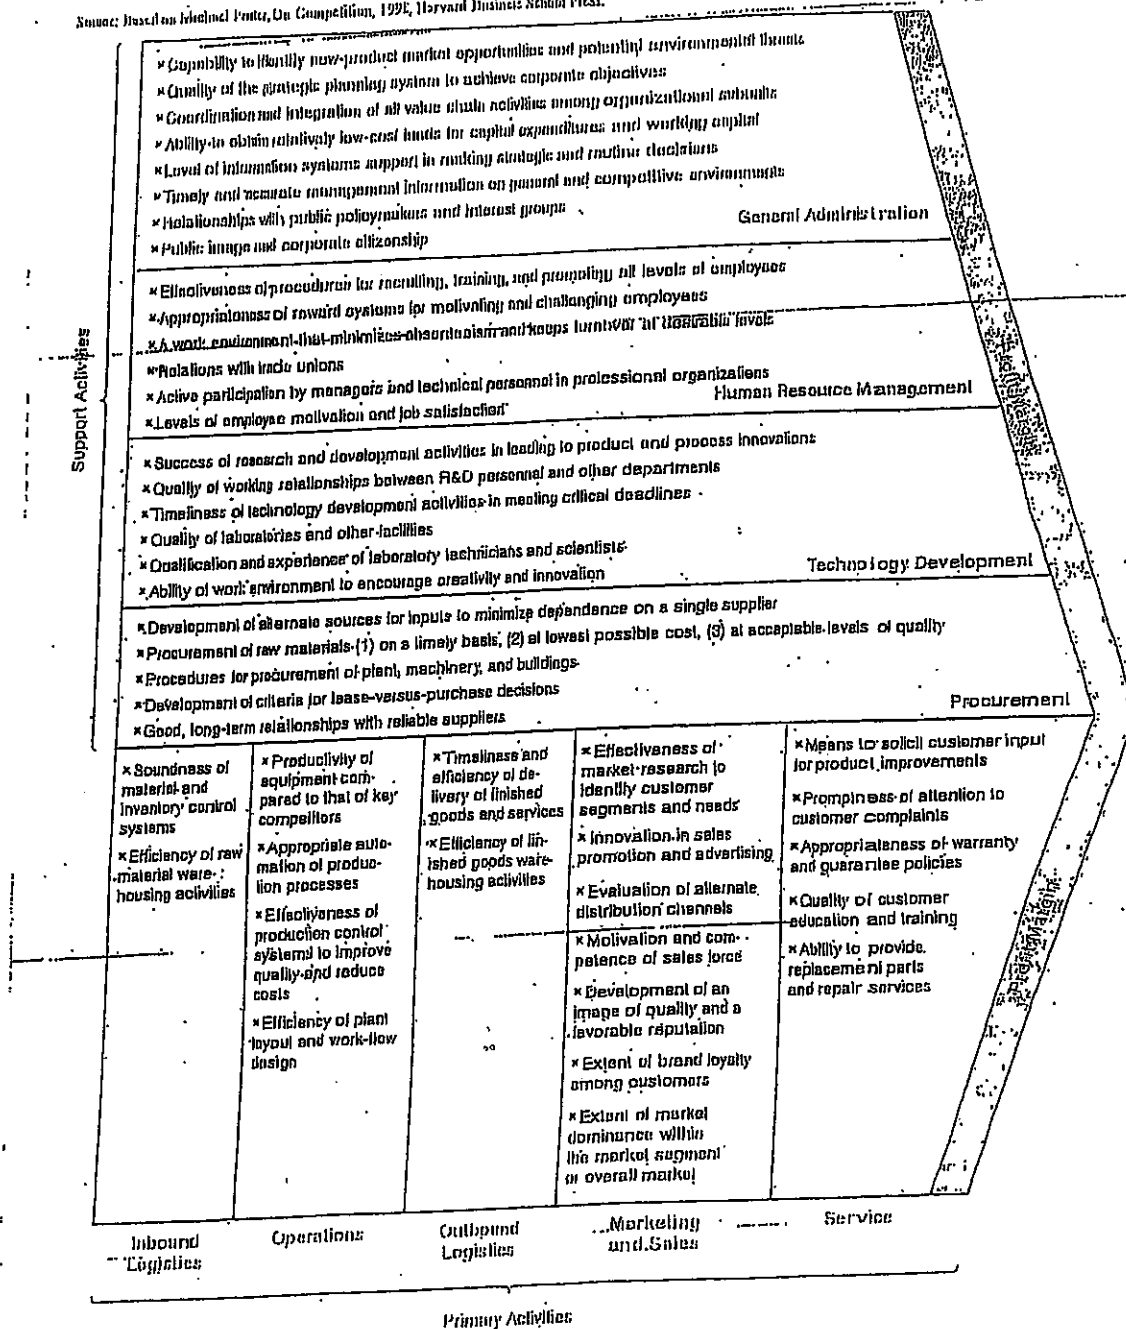 Source: Based on Michael Porter, On Competition, 1998, Harvard Business School Press.
× Capability to identify new-product market opportunities and potential environmental threats
× Quality of the strategic planning system to achieve corporate objectives
× Coordination and integration of all value chain activities among organizational subunits
× Ability to obtain relatively low-cost funds for capital expenditures and working capital
× Level of information systems support in making strategic and routine decisions
× Timely and accurate management information on general and competitive environments
× Relationships with public policymakers and interest groups
General Administration
× Public image and corporate citizenship
× Effectiveness of procedures for recruiting, training, and promoting all levels of employees
× Appropriateness of reward systems for motivating and challenging employees
× A work environment that minimizes absenteeism and keeps turnover at desirable levels
× Relations with trade unions
× Active participation by managers and technical personnel in professional organizations
Human Resource Management
× Levels of employee motivation and job satisfaction
Support Activities
× Success of research and development activities in leading to product and process innovations
× Quality of working relationships between R&D personnel and other departments
× Timeliness of technology development activities in meeting critical deadlines
× Quality of laboratories and other facilities
× Qualification and experience of laboratory technicians and scientists
× Ability of work environment to encourage creativity and innovation
Technology Development
× Development of alternate sources for inputs to minimize dependence on a single supplier
× Procurement of raw materials (1) on a timely basis, (2) at lowest possible cost, (3) at acceptable levels of quality
× Procedures for procurement of plant, machinery, and buildings
× Development of criteria for lease-versus-purchase decisions
× Good, long-term relationships with reliable suppliers
Procurement
× Soundness of
material and
inventory control
systems
× Efficiency of raw
material ware-
housing activities
× Productivity of
equipment com-
pared to that of key
competitors
× Appropriate auto-
mation of produc-
tion processes
× Effectiveness of
production control
systems to improve
quality and reduce
costs
× Efficiency of plant
layout and work-flow
design
× Timeliness and
efficiency of de-
livery of finished
goods and services
× Efficiency of fin-
ished goods ware-
housing activities
× Effectiveness of
market research to
identify customer
segments and needs
× Innovation in sales
promotion and advertising
× Evaluation of alternate
distribution channels
× Motivation and com-
petence of sales force
× Development of an
image of quality and a
favorable reputation
× Extent of brand loyalty
among customers
× Extent of market
dominance within
the market segment
or overall market
× Means to solicit customer input
for product improvements
× Promptness of attention to
customer complaints
× Appropriateness of warranty
and guarantee policies
× Quality of customer
education and training
× Ability to provide
replacement parts
and repair services
Profit Margin
Inbound
Logistics
Operations
Outbound
Logistics
Marketing
and Sales
Service
Primary Activities